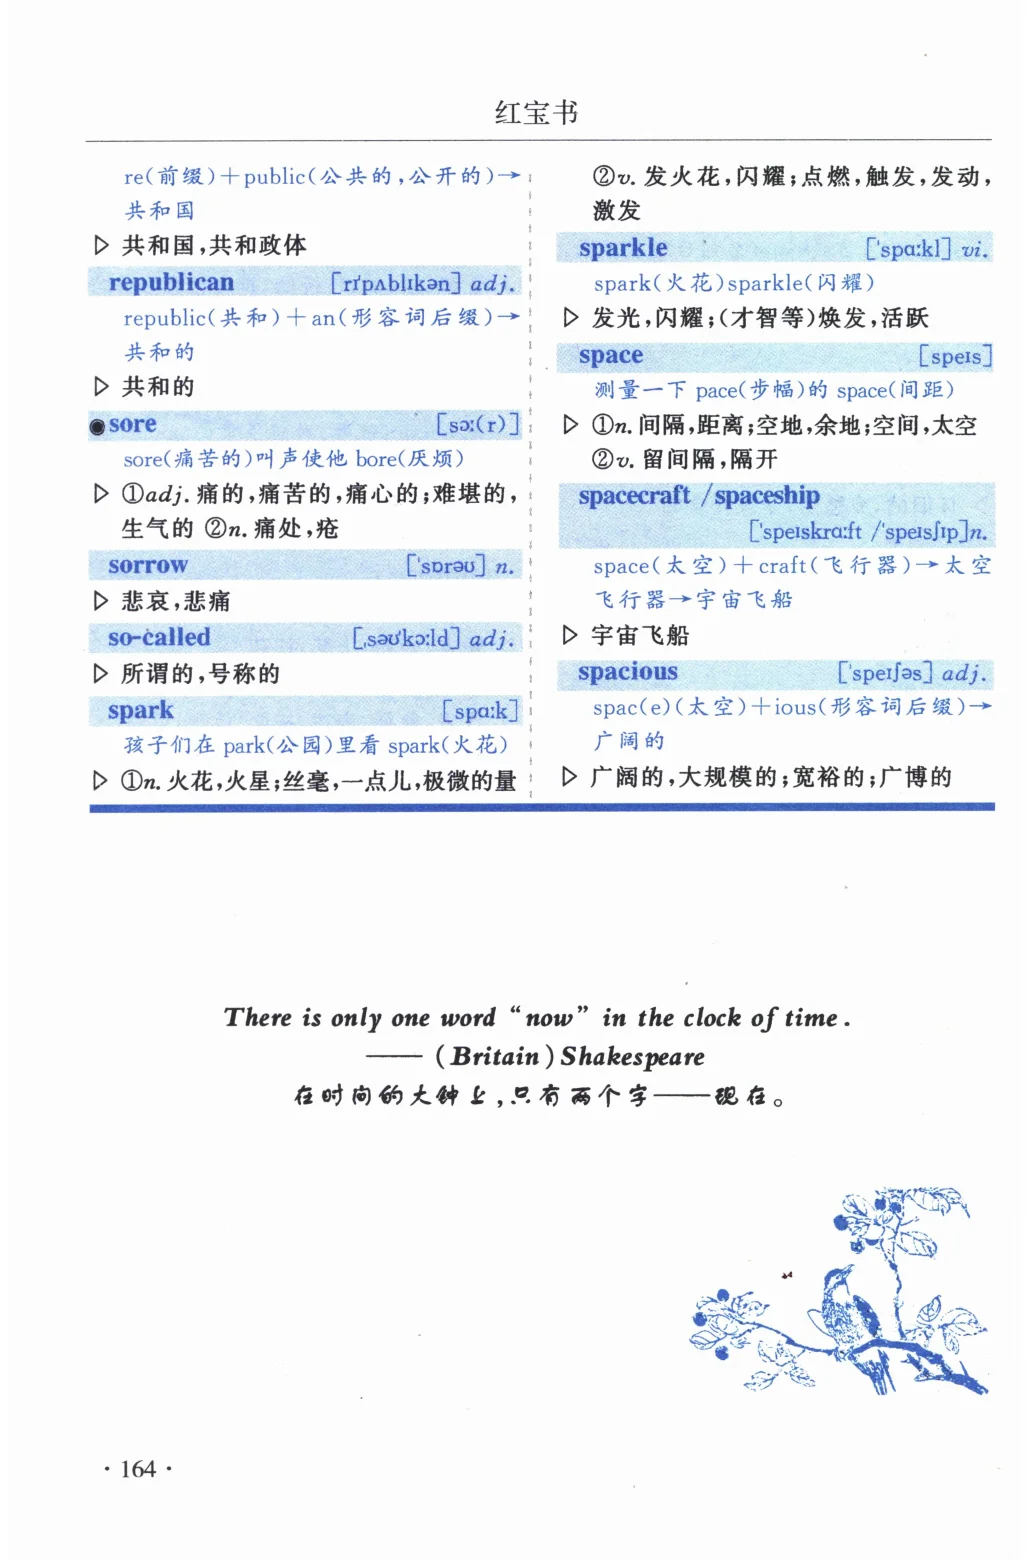 红宝书
re(前缀)＋public(公共的,公开的)→
共和国
▷ 共和国,共和政体
republican [rɪ'pʌblɪkən] adj.
republic(共和)＋an(形容词后缀)→
共和的
▷ 共和的
●sore [sɔː(r)]
sore(痛苦的)叫声使他 bore(厌烦)
▷ ①adj.痛的,痛苦的,痛心的;难堪的,
生气的 ②n.痛处,疮
sorrow ['sɒrəʊ] n.
▷ 悲哀,悲痛
so-called [ˌsəʊ'kɔːld] adj.
▷ 所谓的,号称的
spark [spɑːk]
孩子们在 park(公园)里看 spark(火花)
▷ ①n.火花,火星;丝毫,一点儿,极微的量
②v.发火花,闪耀;点燃,触发,发动,
激发
sparkle ['spɑːkl] vi.
spark(火花)sparkle(闪耀)
▷ 发光,闪耀;(才智等)焕发,活跃
space [speɪs]
测量一下 pace(步幅)的 space(间距)
▷ ①n.间隔,距离;空地,余地;空间,太空
②v.留间隔,隔开
spacecraft /spaceship
['speɪskrɑːft /'speɪsʃɪp]n.
space(太空)＋craft(飞行器)→太空
飞行器→宇宙飞船
▷ 宇宙飞船
spacious ['speɪʃəs] adj.
spac(e)(太空)＋ious(形容词后缀)→
广阔的
▷ 广阔的,大规模的;宽裕的;广博的
There is only one word “now” in the clock of time.
——(Britain)Shakespeare
在时间的大钟上,只有两个字——现在。
·164·